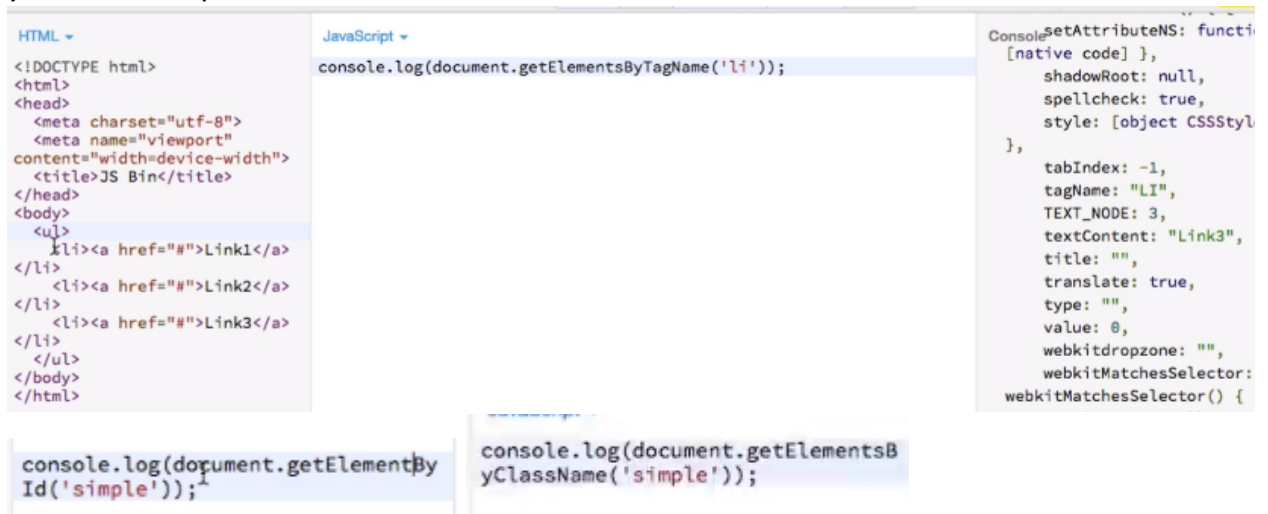 HTML
<!DOCTYPE html>
<html>
<head>
<meta charset="utf-8">
<meta name="viewport"
content="width=device-width">
<title>JS Bin</title>
</head>
<body>
<ul>
<li><a href="#">Link1</a>
</li>
<li><a href="#">Link2</a>
</li>
<li><a href="#">Link3</a>
</li>
</ul>
</body>
</html>
JavaScript
console.log(document.getElementsByTagName('li'));
Console
setAttributeNS: functi
[native code] },
shadowRoot: null,
spellcheck: true,
style: [object CSSStyl
},
tabIndex: -1,
tagName: "LI",
TEXT_NODE: 3,
textContent: "Link3",
title: "",
translate: true,
type: "",
value: 0,
webkitdropzone: "",
webkitMatchesSelector:
webkitMatchesSelector() {
console.log(document.getElementBy
Id('simple'));
console.log(document.getElementsB
yClassName('simple'));